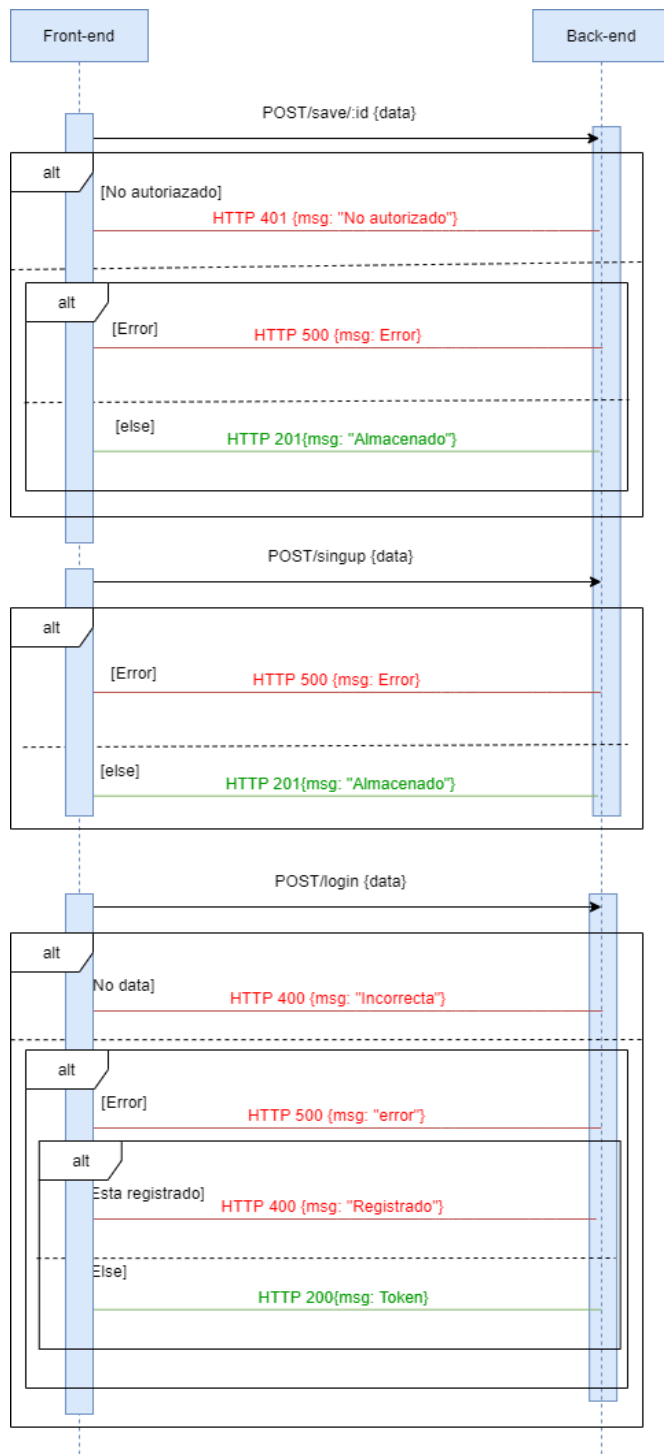 Front-end
Back-end
POST/save/:id {data}
alt
[No autoriazado]
HTTP 401 {msg: "No autorizado"}
alt
[Error]
HTTP 500 {msg: Error}
[else]
HTTP 201{msg: "Almacenado"}
POST/singup {data}
alt
[Error]
HTTP 500 {msg: Error}
[else]
HTTP 201{msg: "Almacenado"}
POST/login {data}
alt
No data]
HTTP 400 {msg: "Incorrecta"}
alt
[Error]
HTTP 500 {msg: "error"}
alt
Esta registrado]
HTTP 400 {msg: "Registrado"}
Else]
HTTP 200{msg: Token}